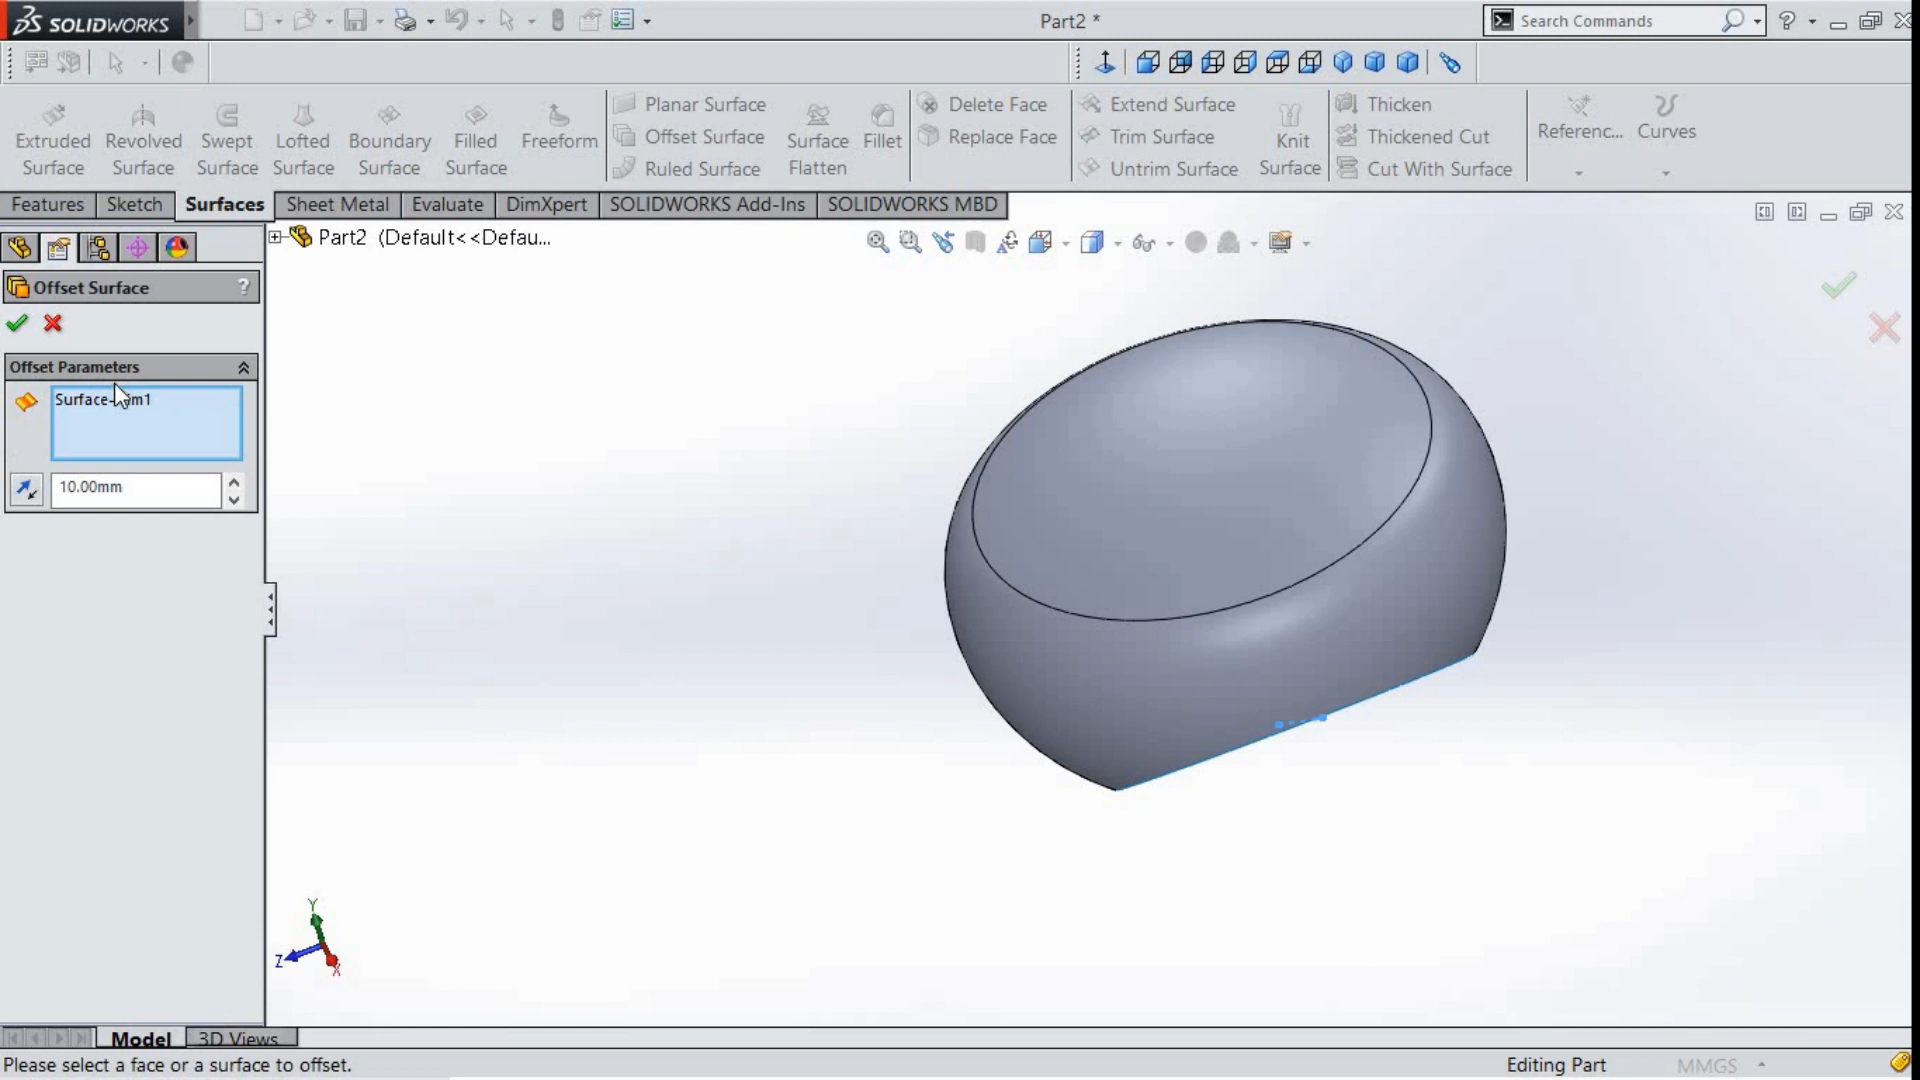 SOLIDWORKS
Part2 *
Search Commands
Extruded Surface
Revolved Surface
Swept Surface
Lofted Surface
Boundary Surface
Filled Surface
Freeform
Planar Surface
Offset Surface
Ruled Surface
Surface Flatten
Fillet
Delete Face
Replace Face
Extend Surface
Trim Surface
Untrim Surface
Knit Surface
Thicken
Thickened Cut
Cut With Surface
Referenc...
Curves
Features
Sketch
Surfaces
Sheet Metal
Evaluate
DimXpert
SOLIDWORKS Add-Ins
SOLIDWORKS MBD
Part2 (Default<<Defau...
Offset Surface
?
Offset Parameters
10.00mm
Y
Z
X
Model
3D Views
Please select a face or a surface to offset.
Editing Part
MMGS